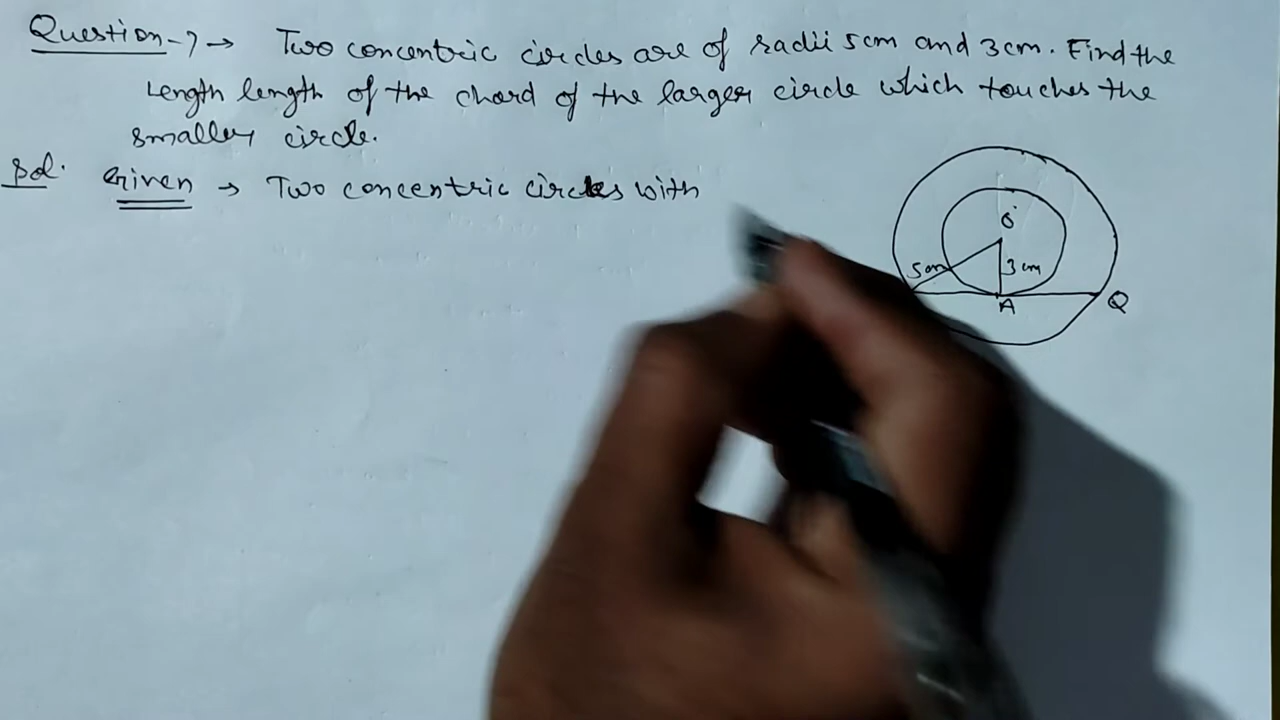 Question-7 → Two concentric circles are of radii 5cm and 3cm. Find the
length length of the chord of the larger circle which touches the
smaller circle.
Sol. Given → Two concentric circles with
O
5cm
3cm
A
Q